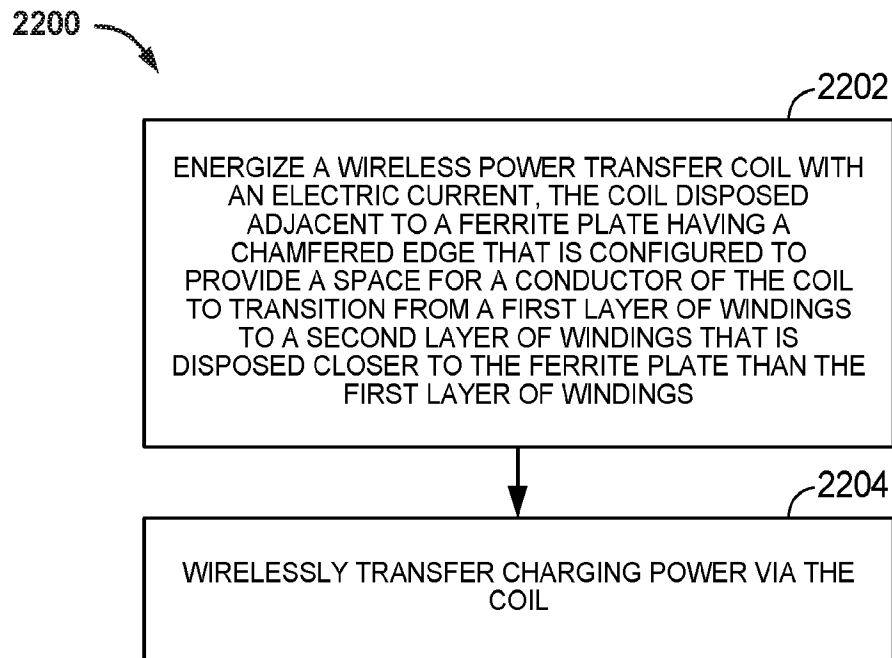 2200
2202
ENERGIZE A WIRELESS POWER TRANSFER COIL WITH
AN ELECTRIC CURRENT, THE COIL DISPOSED
ADJACENT TO A FERRITE PLATE HAVING A
CHAMFERED EDGE THAT IS CONFIGURED TO
PROVIDE A SPACE FOR A CONDUCTOR OF THE COIL
TO TRANSITION FROM A FIRST LAYER OF WINDINGS
TO A SECOND LAYER OF WINDINGS THAT IS
DISPOSED CLOSER TO THE FERRITE PLATE THAN THE
FIRST LAYER OF WINDINGS
2204
WIRELESSLY TRANSFER CHARGING POWER VIA THE
COIL